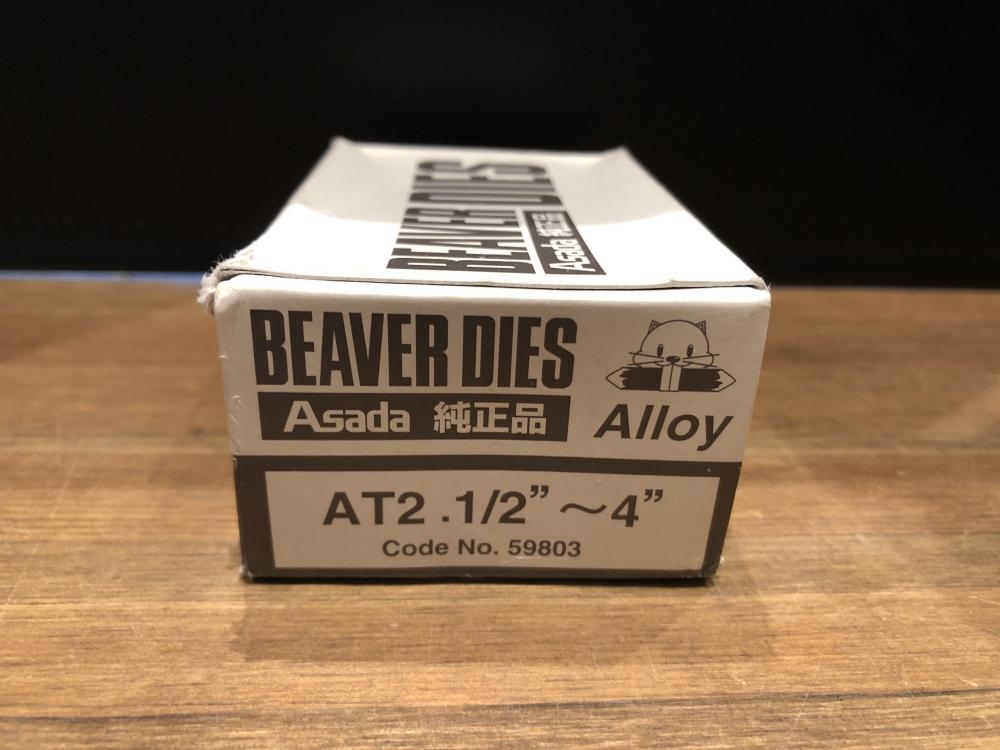 BEAVER DIES
Asada 純正品
BEAVER DIES
Asada 純正品
Alloy
AT2 .1/2”～4”
Code No. 59803